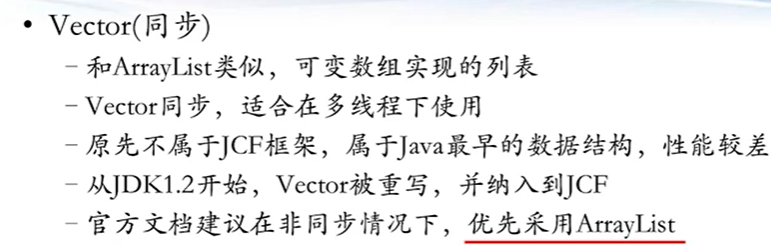 • Vector(同步)
– 和ArrayList类似，可变数组实现的列表
– Vector同步，适合在多线程下使用
– 原先不属于JCF框架，属于Java最早的数据结构，性能较差
– 从JDK1.2开始，Vector被重写，并纳入到JCF
– 官方文档建议在非同步情况下，优先采用ArrayList